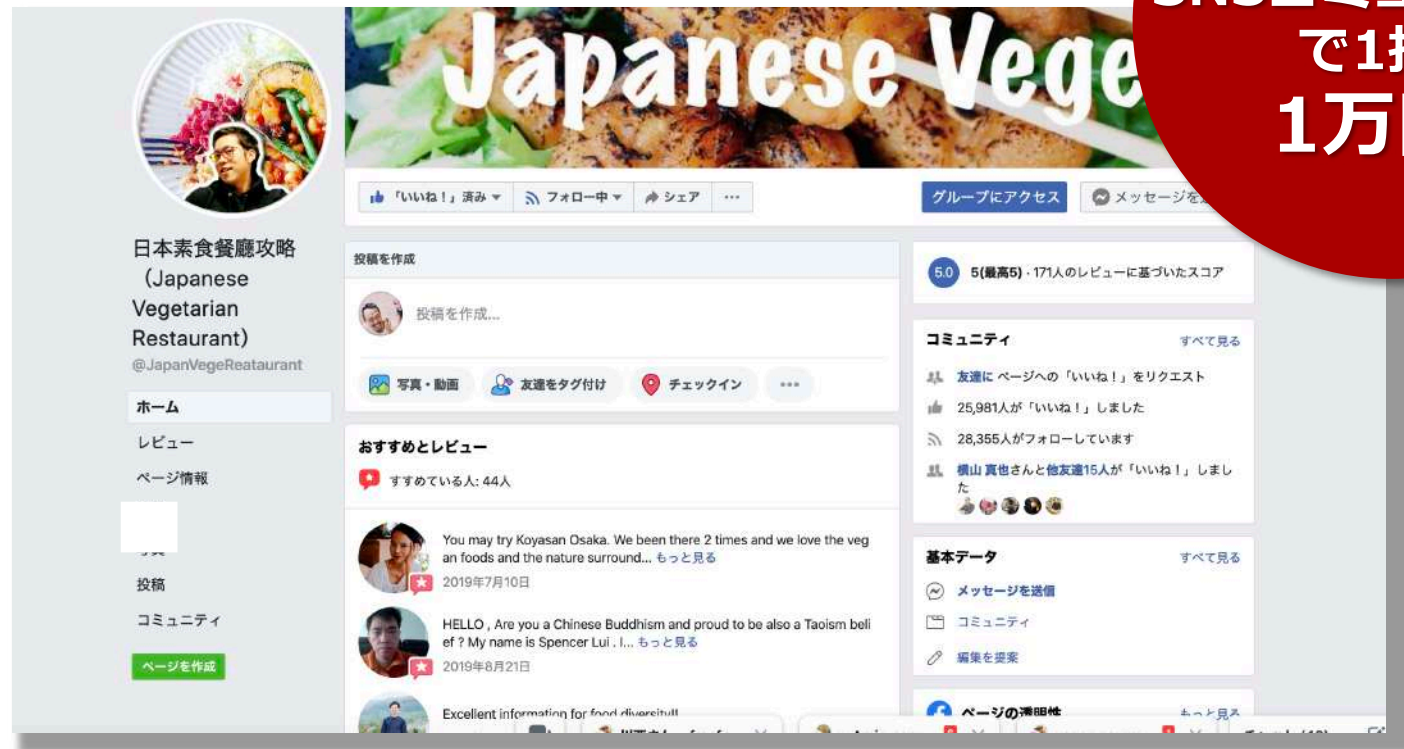 Japanese Vege
で1
1万
「いいね！」済み
フォロー中
シェア
グループにアクセス
メッセージを
日本素食餐廳攻略
（Japanese
Vegetarian
Restaurant）
@JapanVegeReataurant
ホーム
レビュー
ページ情報
投稿
コミュニティ
ページを作成
投稿を作成
投稿を作成...
写真・動画
友達をタグ付け
チェックイン
おすすめとレビュー
すすめている人: 44人
You may try Koyasan Osaka. We been there 2 times and we love the veg
an foods and the nature surround... もっと見る
2019年7月10日
HELLO , Are you a Chinese Buddhism and proud to be also a Taoism beli
ef ? My name is Spencer Lui . I... もっと見る
2019年8月21日
Excellent information for food diversity!!
5.0 5(最高5) · 171人のレビューに基づいたスコア
コミュニティ すべて見る
友達に ページへの「いいね！」をリクエスト
25,981人が「いいね！」しました
28,355人がフォローしています
横山 真也さんと他友達15人が「いいね！」しまし
た
基本データ すべて見る
メッセージを送信
コミュニティ
編集を提案
ページの透明性 もっと見る